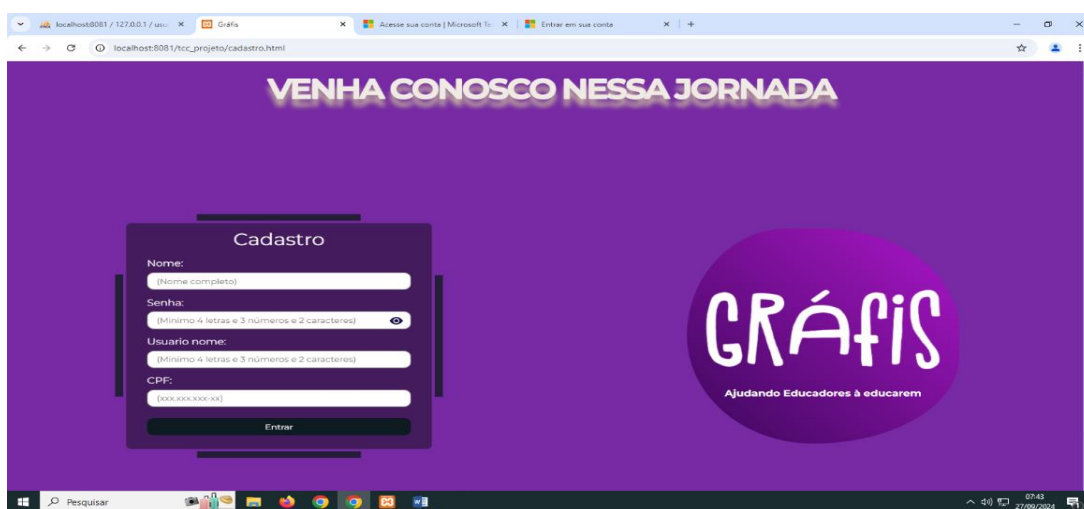 localhost:8081 / 127.0.0.1 / usu
Gráfis
Acesse sua conta | Microsoft Te
Entrar em sua conta
localhost:8081/tcc_projeto/cadastro.html
VENHA CONOSCO NESSA JORNADA
Cadastro
Nome:
(Nome completo)
Senha:
(Minimo 4 letras e 3 números e 2 caracteres)
Usuario nome:
(Minimo 4 letras e 3 números e 2 caracteres)
CPF:
(xxx.xxx.xxx-xx)
Entrar
GRÁFIS
Ajudando Educadores à educarem
Pesquisar
07:43
27/09/2024